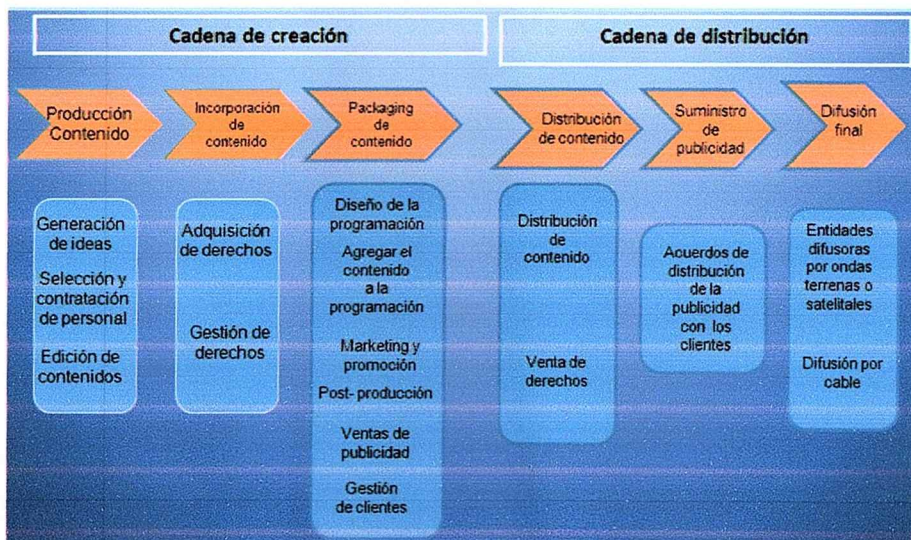 Cadena de creación
Cadena de distribución
Producción
Contenido
Incorporación
de
contenido
Packaging
de
contenido
Distribución
de contenido
Suministro
de
publicidad
Difusión
final
Generación
de ideas
Selección y
contratación
de personal
Edición de
contenidos
Adquisición
de derechos
Gestión de
derechos
Diseño de la
programación
Agregar el
contenido
a la
programación
Marketing y
promoción
Post- producción
Ventas de
publicidad
Gestión
de clientes
Distribución
de
contenido
Venta de
derechos
Acuerdos de
distribución
de la
publicidad
con los
clientes
Entidades
difusoras
por ondas
terrenas o
satelitales
Difusión por
cable